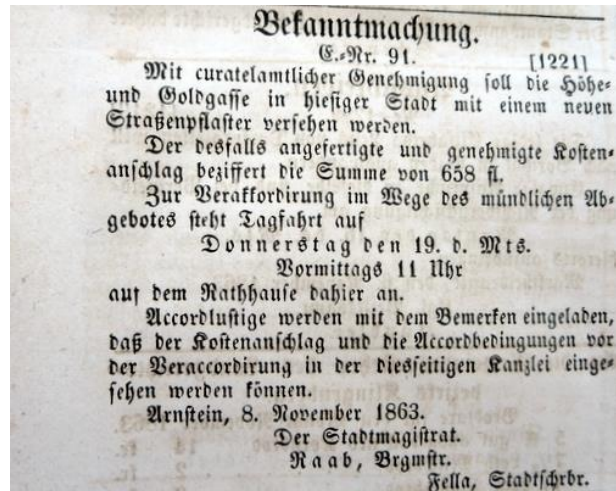 Bekanntmachung.
E.-Nr. 91. [1221]
Mit curatelamtlicher Genehmigung soll die Höhe-
und Goldgasse in hiesiger Stadt mit einem neuen
Straßenpflaster versehen werden.
Der desfalls angefertigte und genehmigte Kosten-
anschlag beziffert die Summe von 658 fl.
Zur Verakkordirung im Wege des mündlichen Ab-
gebotes steht Tagfahrt auf
Donnerstag den 19. d. Mts.
Vormittags 11 Uhr
auf dem Rathhause dahier an.
Accordlustige werden mit dem Bemerken eingeladen,
daß der Kostenanschlag und die Accordbedingungen vor
der Veraccordirung in der diesseitigen Kanzlei einge-
sehen werden können.
Arnstein, 8. November 1863.
Der Stadtmagistrat.
Raab, Brgmstr.
Fella, Stadtschrbr.